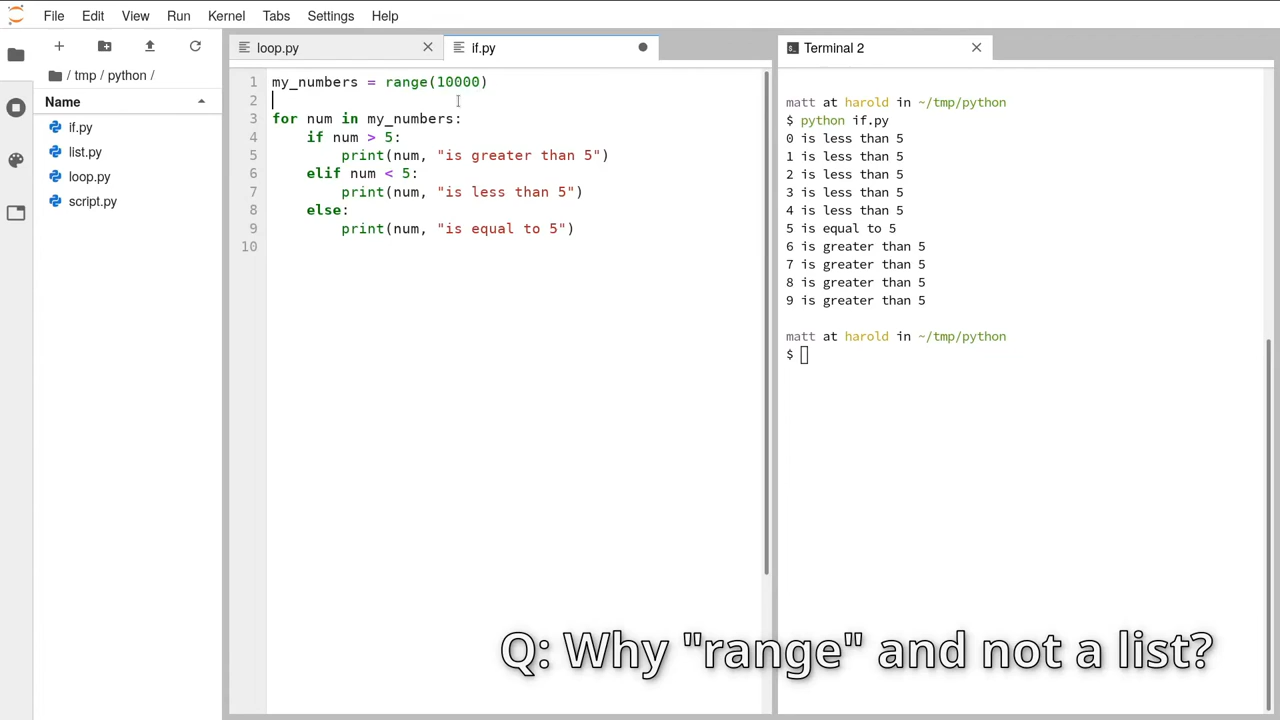 File Edit View Run Kernel Tabs Settings Help
/ tmp / python /
Name
if.py
list.py
loop.py
script.py
loop.py
if.py
1 my_numbers = range(10000)
2
3 for num in my_numbers:
4     if num > 5:
5         print(num, "is greater than 5")
6     elif num < 5:
7         print(num, "is less than 5")
8     else:
9         print(num, "is equal to 5")
10
Terminal 2
matt at harold in ~/tmp/python
$ python if.py
0 is less than 5
1 is less than 5
2 is less than 5
3 is less than 5
4 is less than 5
5 is equal to 5
6 is greater than 5
7 is greater than 5
8 is greater than 5
9 is greater than 5
matt at harold in ~/tmp/python
$
Q: Why "range" and not a list?